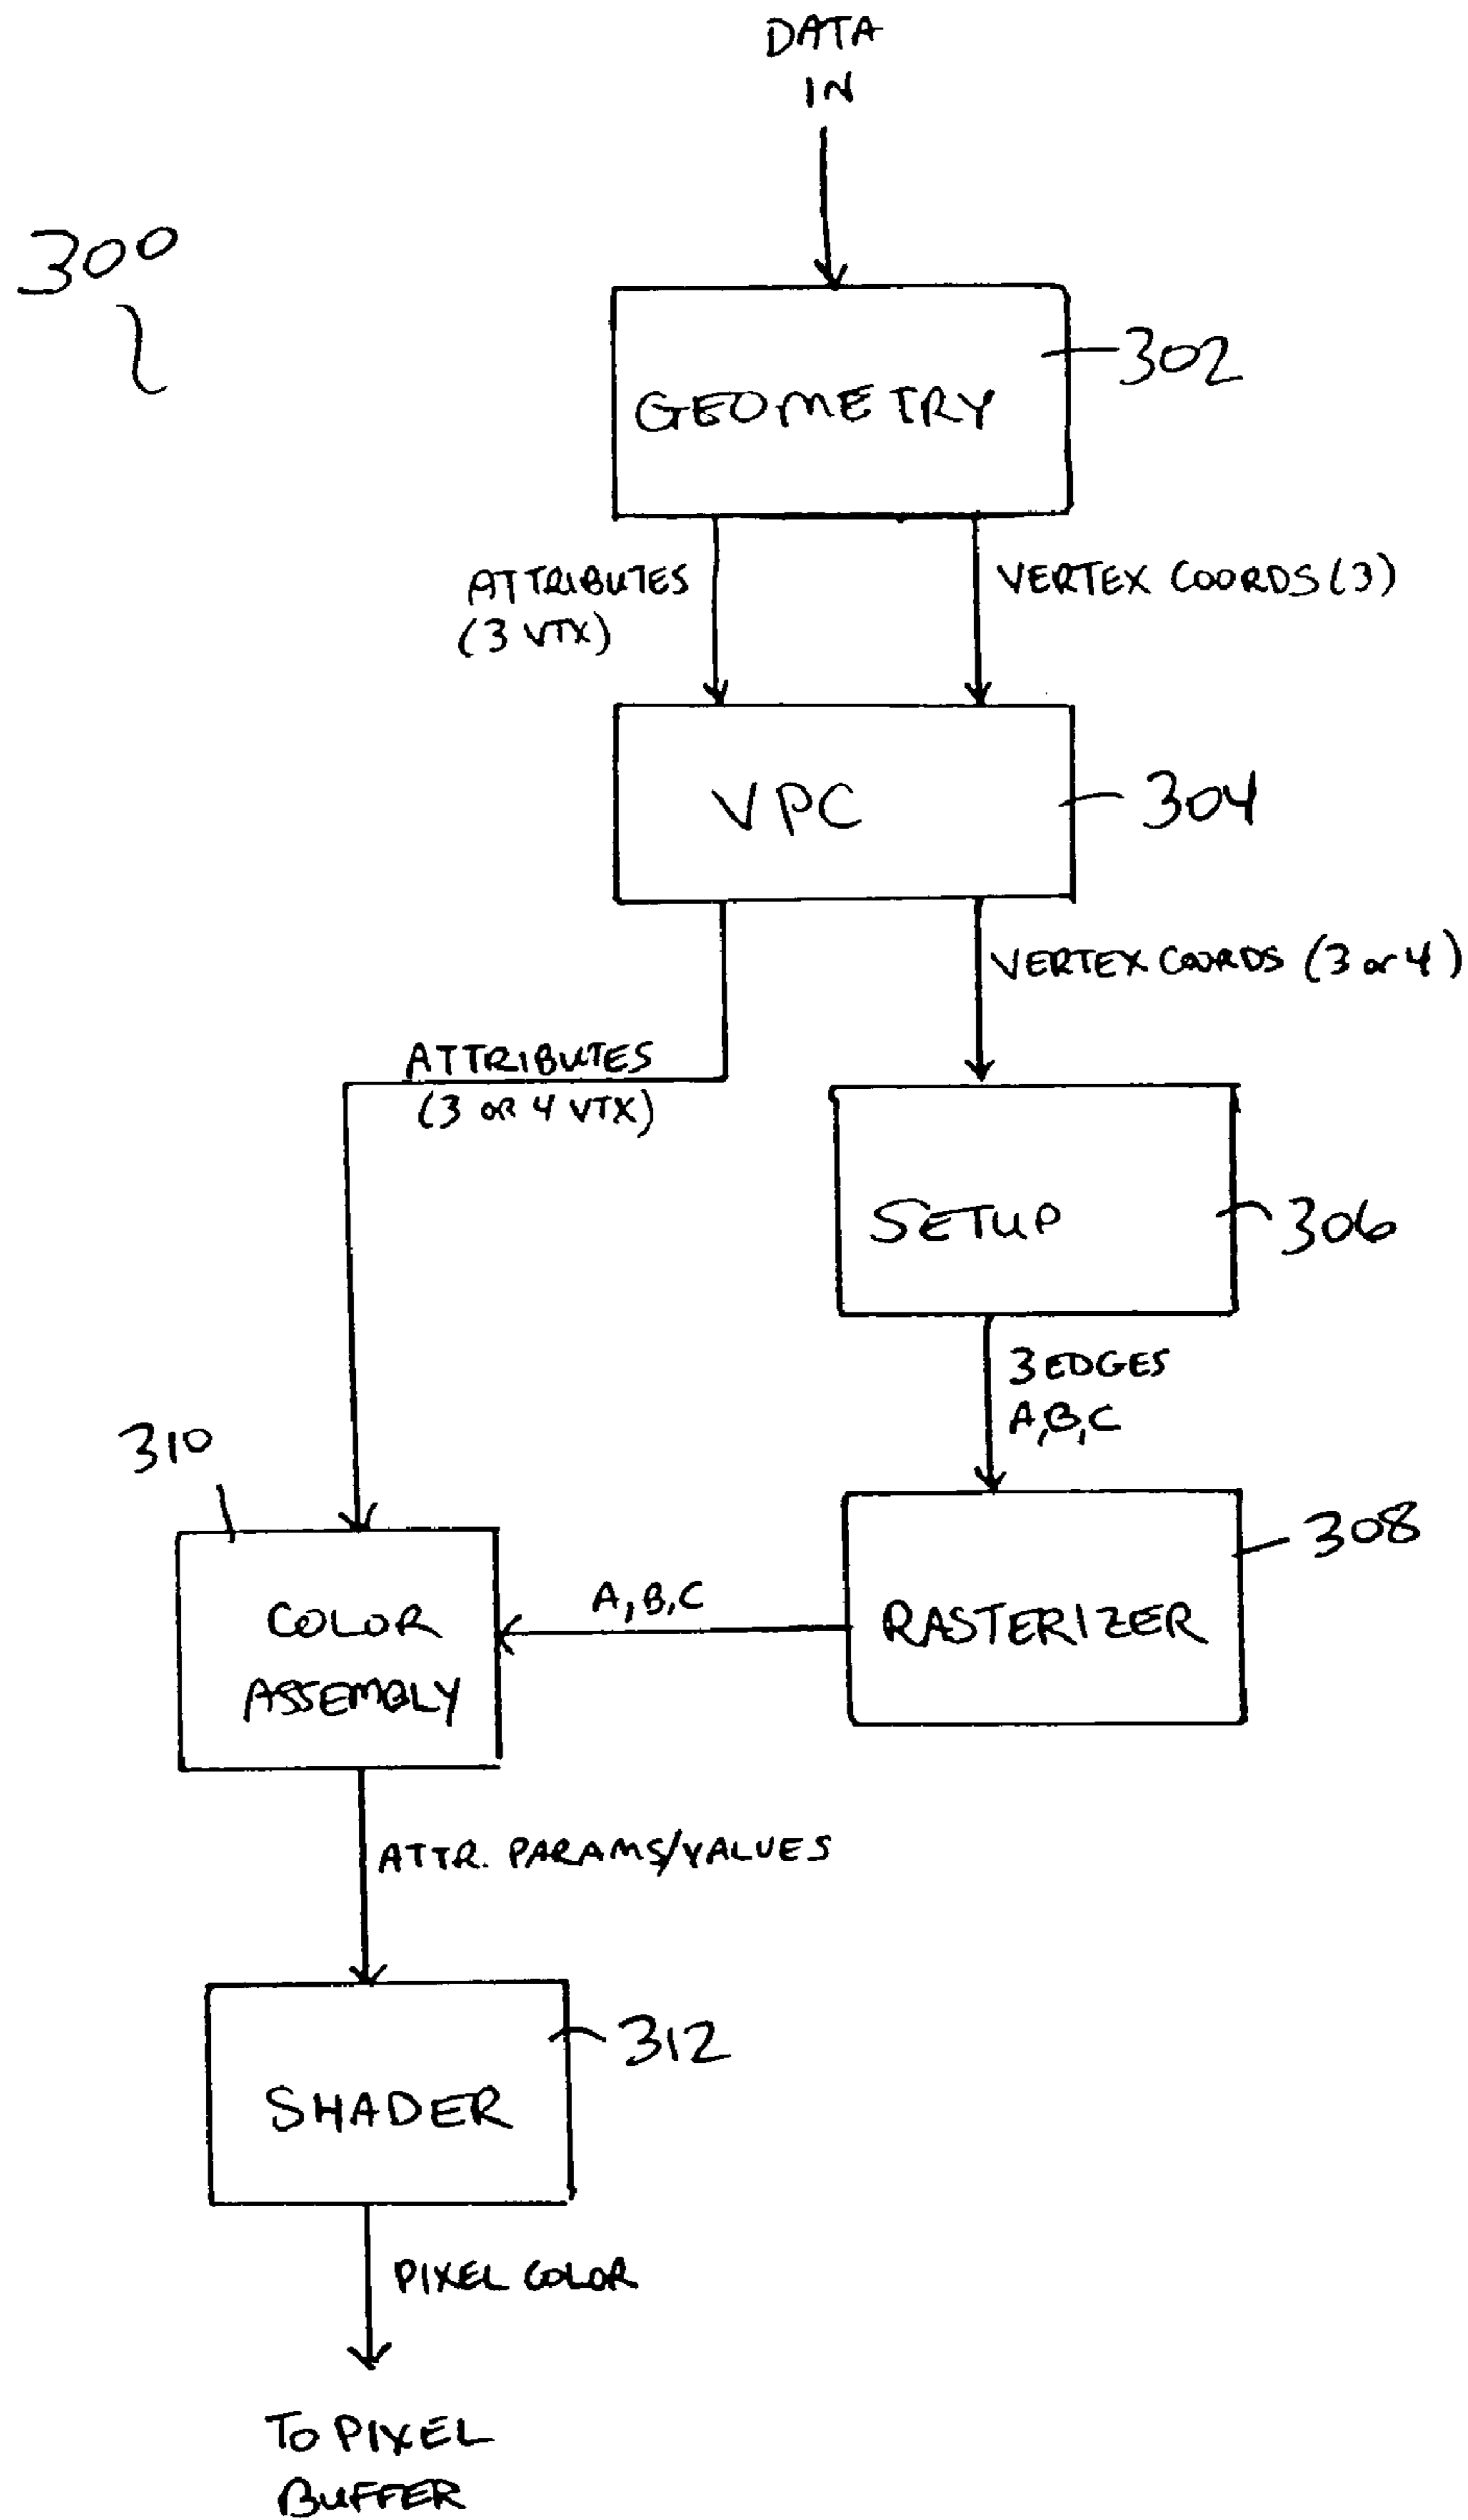 DATA
IN
300
302
GEOMETRY
ATTRIBUTES
(3 VTX)
VERTEX COORDS (3)
VPC
304
VERTEX COORDS (3 or 4)
ATTRIBUTES
(3 OR 4 VTX)
SETUP
306
3 EDGES
A,B,C
310
308
COLOR
ASSEMBLY
A,B,C
RASTERIZER
ATTR. PARAMS/VALUES
312
SHADER
PIXEL COLOR
TO PIXEL
BUFFER